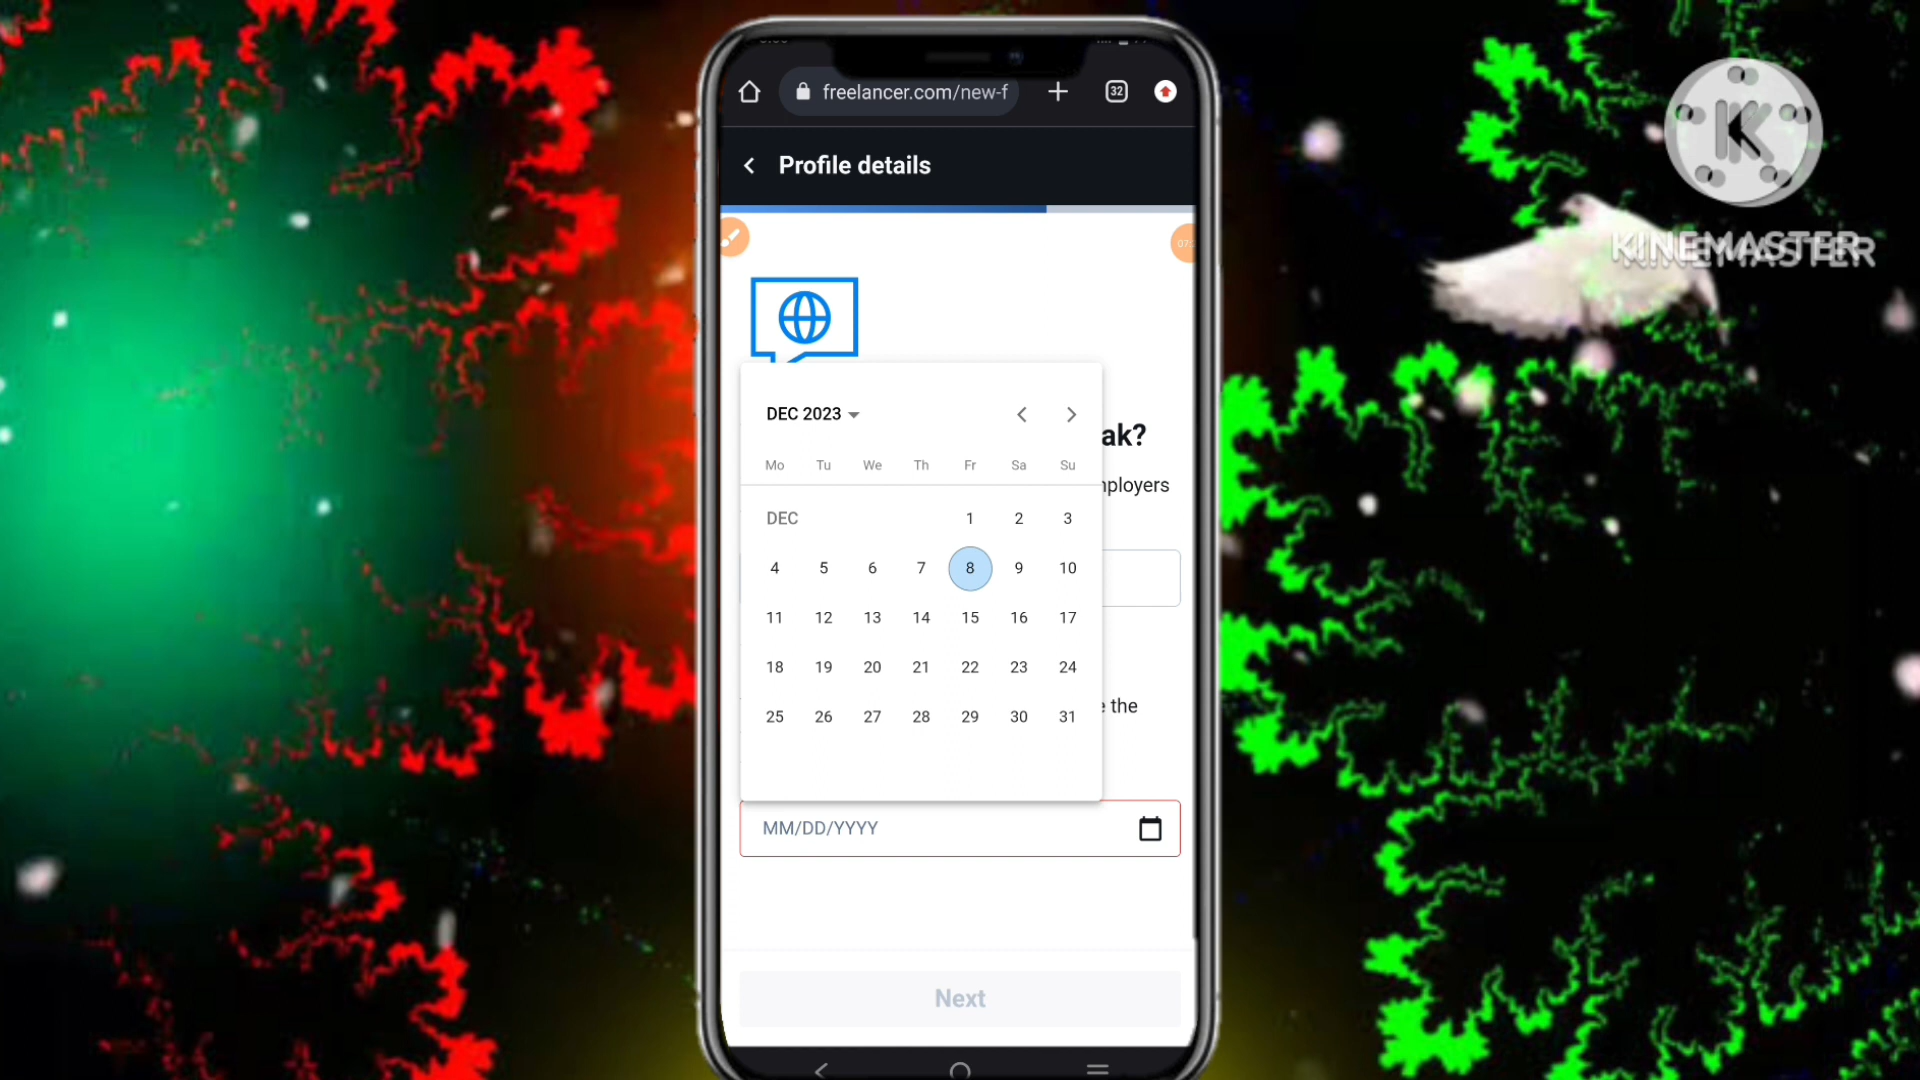 freelancer.com/new-f
32
Profile details
DEC 2023
ak?
Mo Tu We Th Fr Sa Su
nployers
DEC 1 2 3
4 5 6 7 8 9 10
11 12 13 14 15 16 17
18 19 20 21 22 23 24
e the
25 26 27 28 29 30 31
MM/DD/YYYY
Next
K
KINEMASTER
KINEMASTER